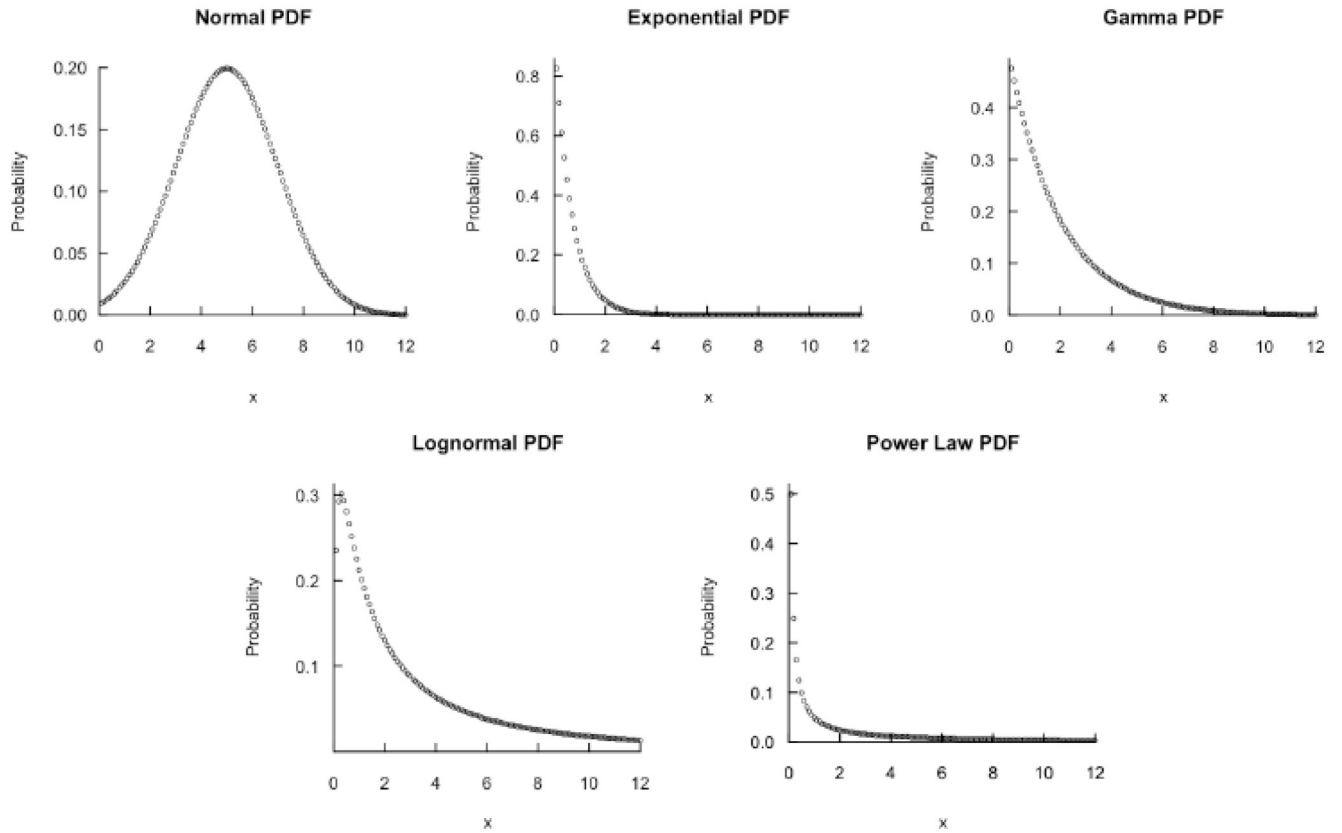 Normal PDF
Probability
0.20
0.15
0.10
0.05
0.00
0 2 4 6 8 10 12
x
Exponential PDF
Probability
0.8
0.6
0.4
0.2
0.0
0 2 4 6 8 10 12
x
Gamma PDF
Probability
0.4
0.3
0.2
0.1
0.0
0 2 4 6 8 10 12
x
Lognormal PDF
Probability
0.3
0.2
0.1
0 2 4 6 8 10 12
x
Power Law PDF
Probability
0.5
0.4
0.3
0.2
0.1
0.0
0 2 4 6 8 10 12
x